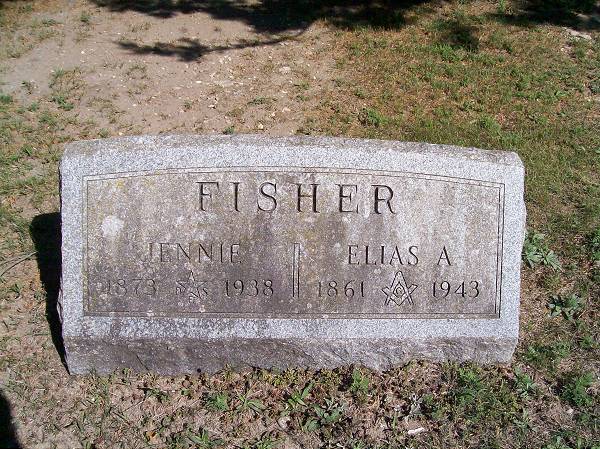 FISHER
JENNIE ELIAS A
1873 1938 1861 1943